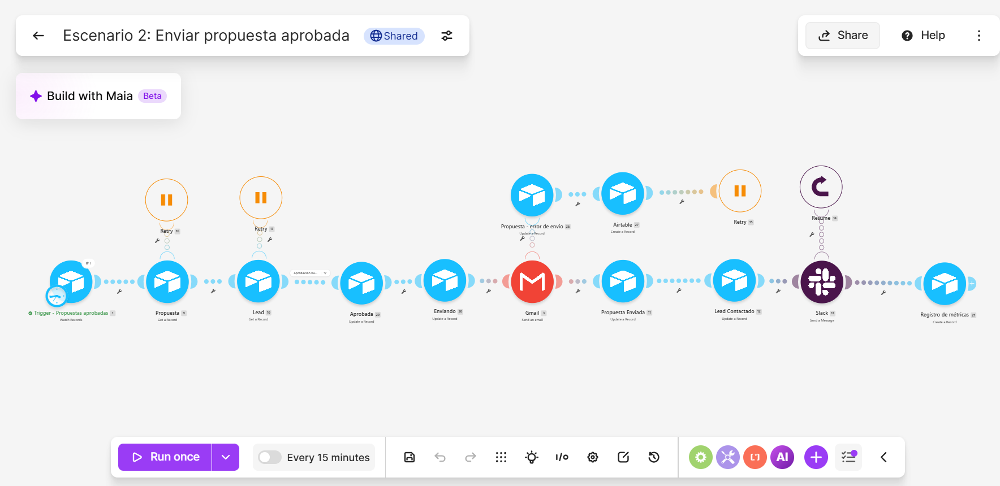 Escenario 2: Enviar propuesta aprobada
Shared
Share
Help
Build with Maia
Beta
Retry 16
Retry 17
Propuesta - error de envío 26
Update a Record
Airtable 27
Create a Record
Retry 15
Resume 14
1
Aprobación hu...
Trigger - Propuestas aprobadas 1
Watch Records
Propuesta 9
Get a Record
Lead 10
Get a Record
Aprobada 29
Update a Record
Enviando 30
Update a Record
Gmail 3
Send an email
Propuesta Enviada 11
Update a Record
Lead Contactado 12
Update a Record
Slack 13
Send a Message
Registro de métricas 21
Create a Record
Run once
Every 15 minutes
I/O
AI